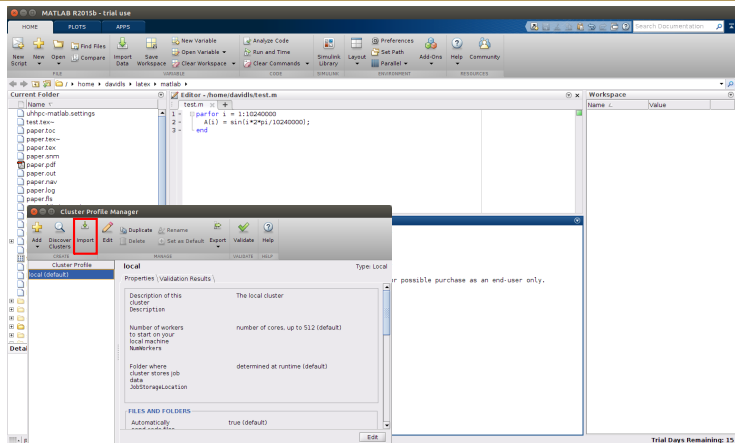 MATLAB R2015b - trial use
HOME PLOTS APPS
Search Documentation
New Script
New
Open
Find Files
Compare
Import Data
Save Workspace
New Variable
Open Variable
Clear Workspace
Analyze Code
Run and Time
Clear Commands
Simulink Library
Layout
Preferences
Set Path
Parallel
Add-Ons
Help
Community
FILE VARIABLE CODE SIMULINK ENVIRONMENT RESOURCES
/ home davidls latex matlab
Current Folder
Name
uhhpc-matlab.settings
test.tex~
paper.toc
paper.tex~
paper.tex
paper.snm
paper.pdf
paper.out
paper.nav
paper.log
paper.fls
Editor - /home/davidls/test.m
test.m
1 - parfor i = 1:10240000
2 - A(i) = sin(i*2*pi/10240000);
3 - end
Workspace
Name Value
r possible purchase as an end-user only.
Cluster Profile Manager
Add
Discover Clusters
Import
Edit
Duplicate
Delete
Rename
Set as Default
Export
Validate
Help
CREATE MANAGE VALIDATE HELP
Cluster Profile
local (default)
local
Type: Local
Properties Validation Results
Description of this cluster
Description
The local cluster
Number of workers to start on your local machine
NumWorkers
number of cores, up to 512 (default)
Folder where cluster stores job data
JobStorageLocation
determined at runtime (default)
FILES AND FOLDERS
Automatically
true (default)
Edit
Detai
Trial Days Remaining: 15